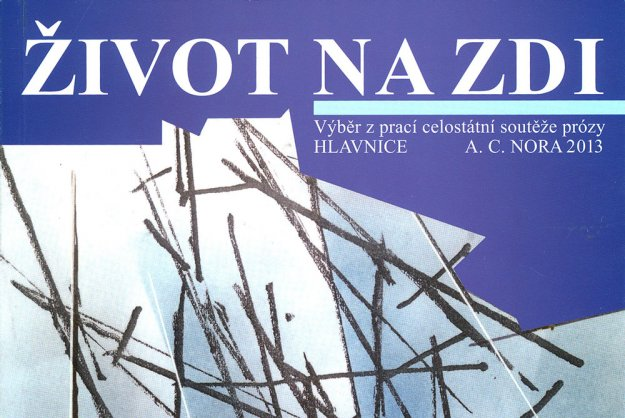 ŽIVOT NA ZDI
Výběr z prací celostátní soutěže prózy
HLAVNICE A. C. NORA 2013